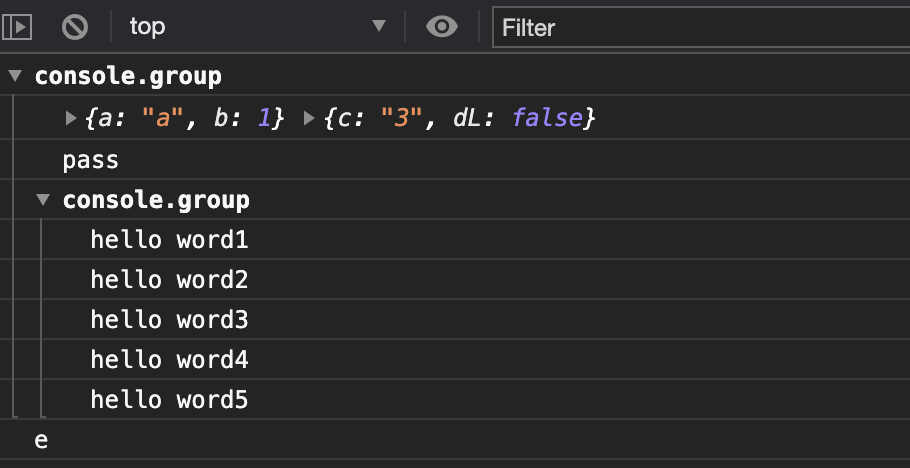 top Filter
console.group
{a: "a", b: 1} {c: "3", dL: false}
pass
console.group
hello word1
hello word2
hello word3
hello word4
hello word5
e